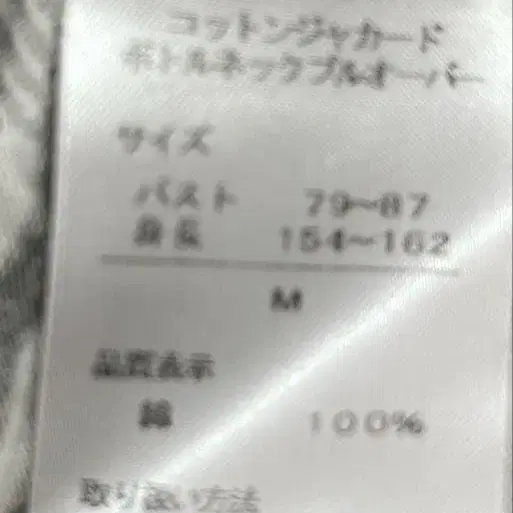 コットンジャカード
ボトルネックプルオーバー
サイズ
バスト 79~87
身長 154~162
M
品質表示
綿 100%
取り扱い方法